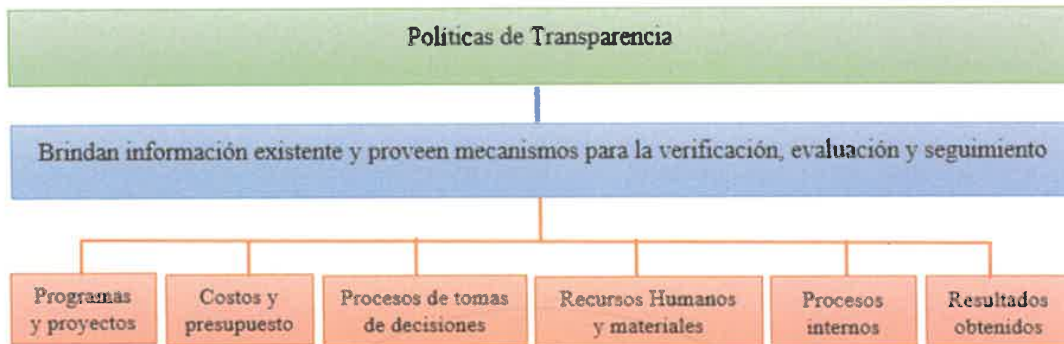 Políticas de Transparencia
Brindan información existente y proveen mecanismos para la verificación, evaluación y seguimiento
Programas
y proyectos
Costos y
presupuesto
Procesos de tomas
de decisiones
Recursos Humanos
y materiales
Procesos
internos
Resultados
obtenidos